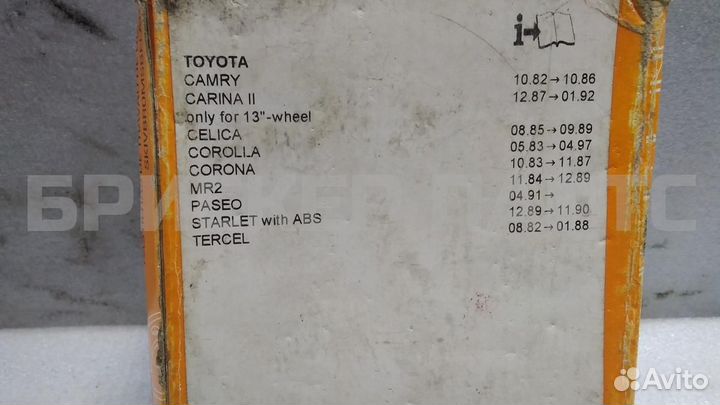 i
TOYOTA
CAMRY 10.82→10.86
CARINA II 12.87→01.92
only for 13"-wheel
CELICA 08.85→09.89
COROLLA 05.83→04.97
CORONA 10.83→11.87
MR2 11.84→12.89
PASEO 04.91→
STARLET with ABS 12.89→11.90
TERCEL 08.82→01.88
Avito